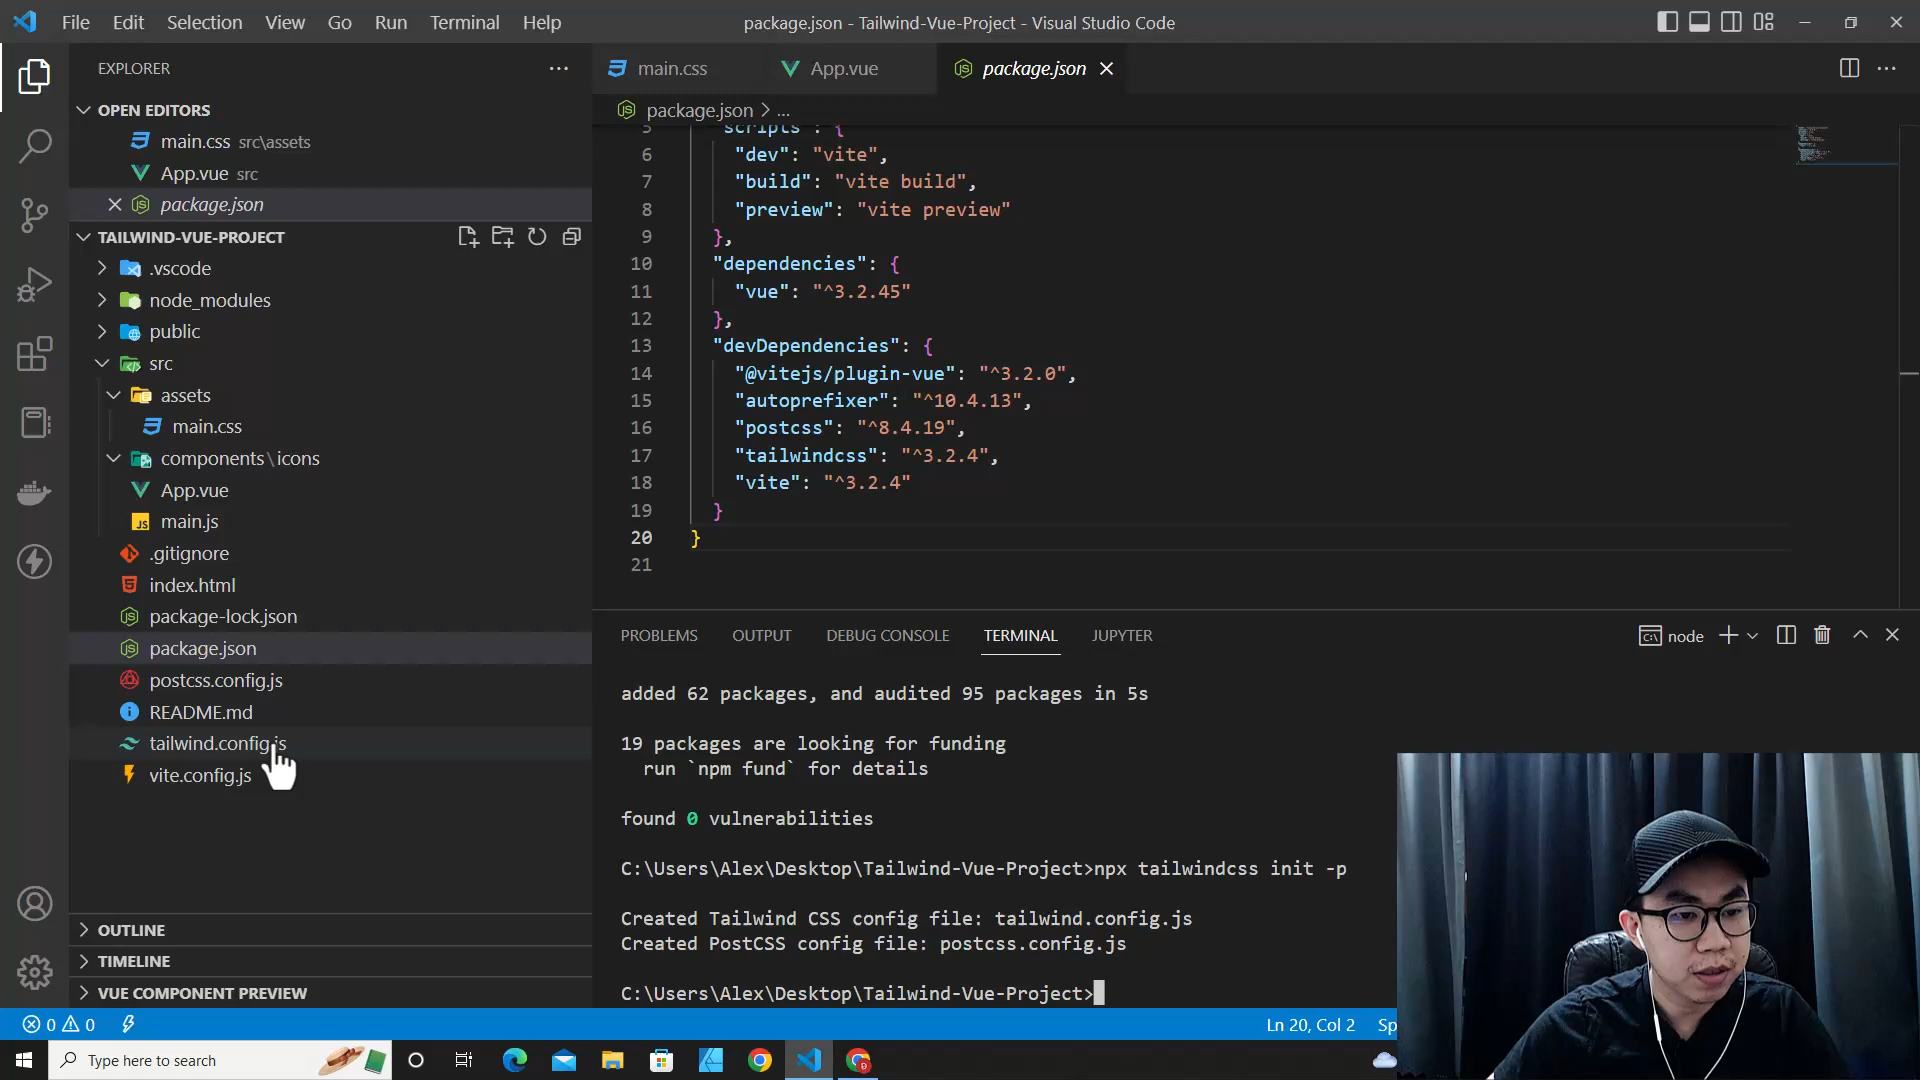 File Edit Selection View Go Run Terminal Help
package.json - Tailwind-Vue-Project - Visual Studio Code
EXPLORER
OPEN EDITORS
main.css src\assets
App.vue src
package.json
TAILWIND-VUE-PROJECT
.vscode
node_modules
public
src
assets
main.css
components\icons
App.vue
main.js
.gitignore
index.html
package-lock.json
package.json
postcss.config.js
README.md
tailwind.config.js
vite.config.js
OUTLINE
TIMELINE
VUE COMPONENT PREVIEW
main.css
App.vue
package.json
package.json > ...
5 "scripts": {
6 "dev": "vite",
7 "build": "vite build",
8 "preview": "vite preview"
9 },
10 "dependencies": {
11 "vue": "^3.2.45"
12 },
13 "devDependencies": {
14 "@vitejs/plugin-vue": "^3.2.0",
15 "autoprefixer": "^10.4.13",
16 "postcss": "^8.4.19",
17 "tailwindcss": "^3.2.4",
18 "vite": "^3.2.4"
19 }
20 }
21
PROBLEMS OUTPUT DEBUG CONSOLE TERMINAL JUPYTER
node
added 62 packages, and audited 95 packages in 5s
19 packages are looking for funding
run `npm fund` for details
found 0 vulnerabilities
C:\Users\Alex\Desktop\Tailwind-Vue-Project>npx tailwindcss init -p
Created Tailwind CSS config file: tailwind.config.js
Created PostCSS config file: postcss.config.js
C:\Users\Alex\Desktop\Tailwind-Vue-Project>
0 0
Ln 20, Col 2 Sp
Type here to search